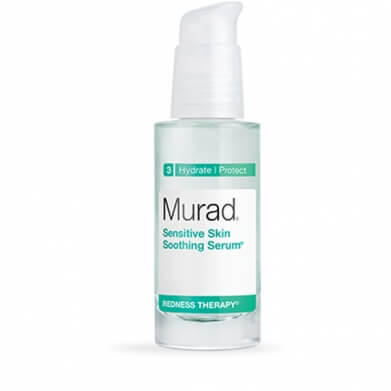 3 Hydrate | Protect
Murad®
Sensitive Skin
Soothing Serum®
REDNESS THERAPY®